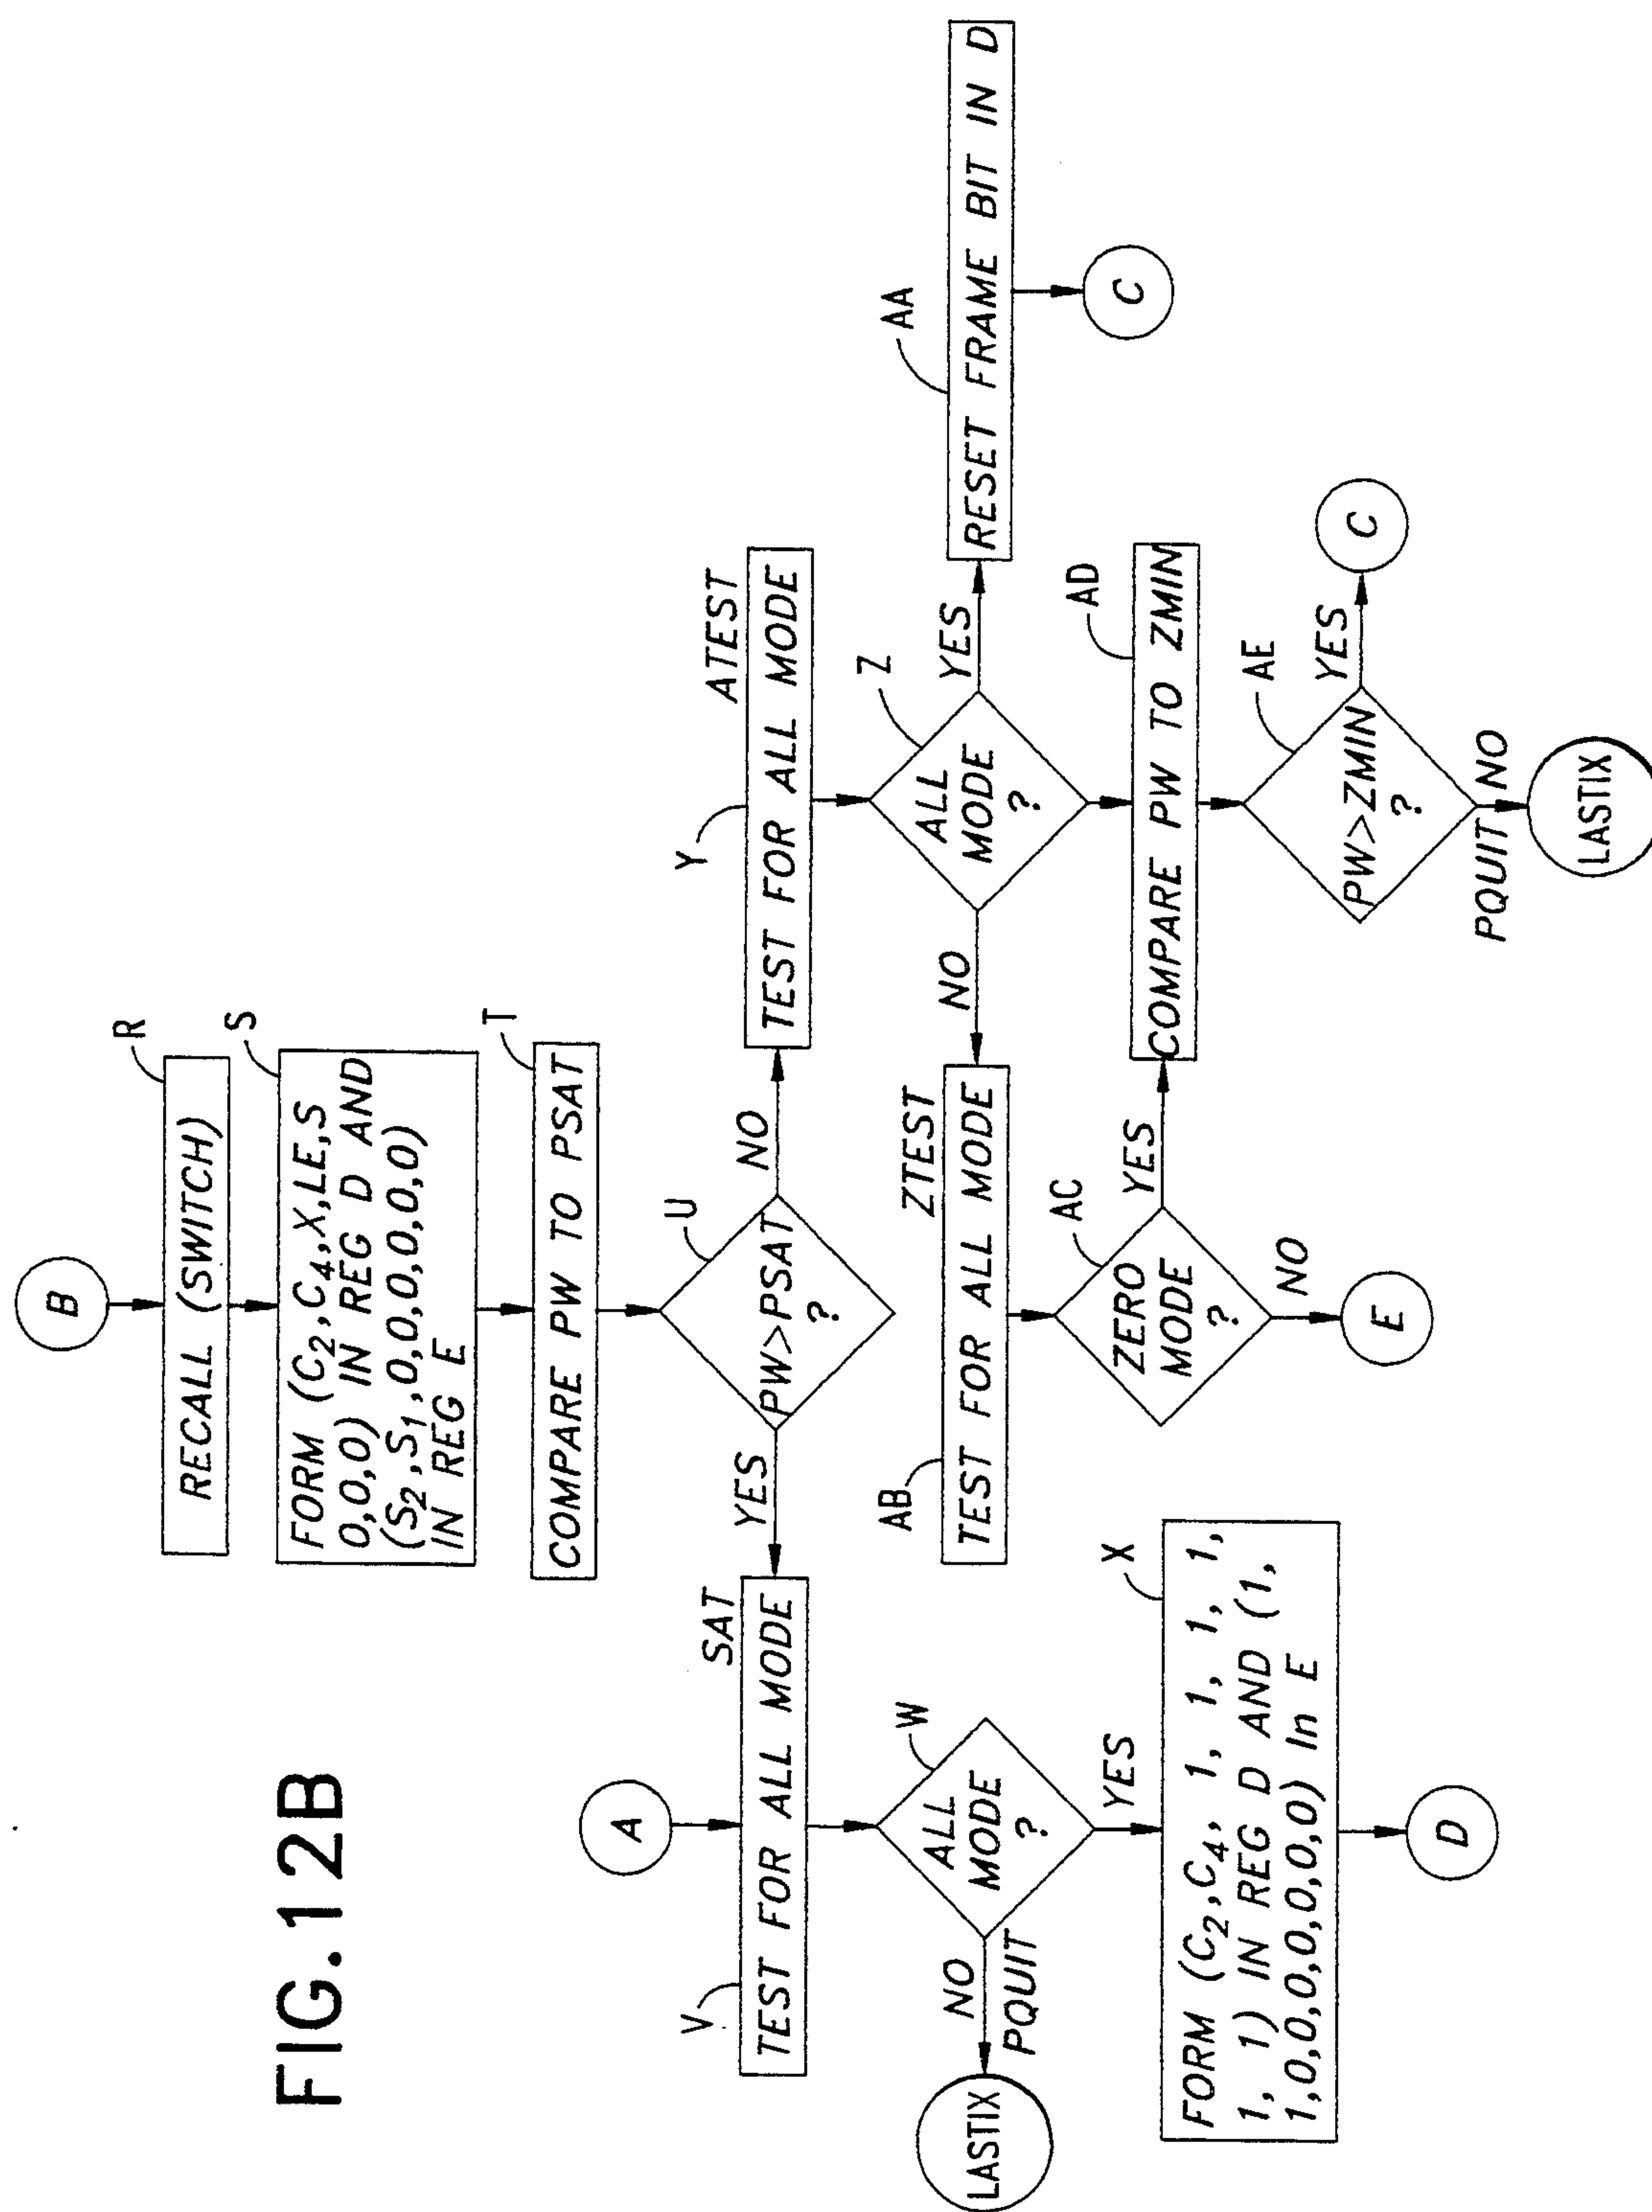 FIG.12B
B
R
RECALL (SWITCH)
S
FORM (C2,C4,X,LE,S
0,0,0) IN REG D AND
(S2,S1,0,0,0,0,0,0)
IN REG E
T
COMPARE PW TO PSAT
U
PW>PSAT
?
YES
NO
A
SAT
V
TEST FOR ALL MODE
W
ALL
MODE
?
NO
PQUIT
LASTIX
YES
X
FORM (C2,C4, 1, 1, 1, 1,
1, 1) IN REG D AND (1,
1,0,0,0,0,0,0) In E
D
ATEST
Y
TEST FOR ALL MODE
Z
ALL
MODE
?
YES
NO
AA
RESET FRAME BIT IN D
C
ZTEST
AB
TEST FOR ALL MODE
AC
ZERO
MODE
?
YES
NO
E
AD
COMPARE PW TO ZMIN
AE
PW>ZMIN
?
YES
C
PQUIT NO
LASTIX